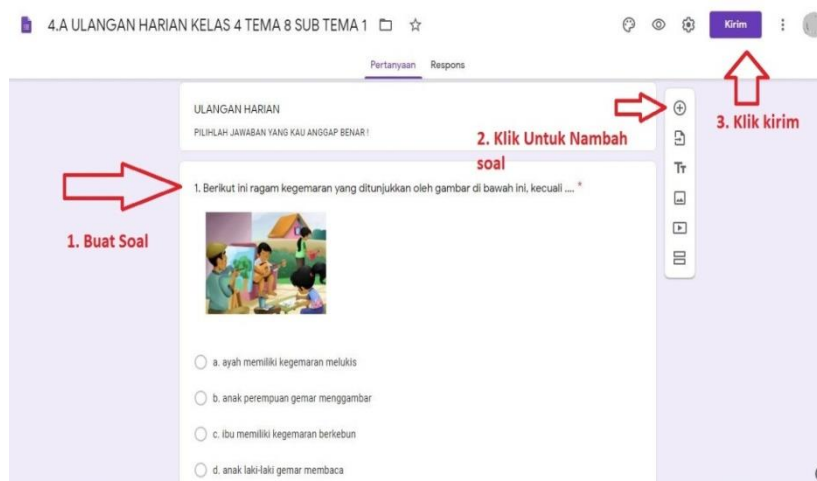 4.A ULANGAN HARIAN KELAS 4 TEMA 8 SUB TEMA 1
Kirim
Pertanyaan Respons
ULANGAN HARIAN
PILIHLAH JAWABAN YANG KAU ANGGAP BENAR !
2. Klik Untuk Nambah
soal
3. Klik kirim
Tт
1. Buat Soal
1. Berikut ini ragam kegemaran yang ditunjukkan oleh gambar di bawah ini, kecuali .... *
a. ayah memiliki kegemaran melukis
b. anak perempuan gemar menggambar
c. ibu memiliki kegemaran berkebun
d. anak laki-laki gemar membaca